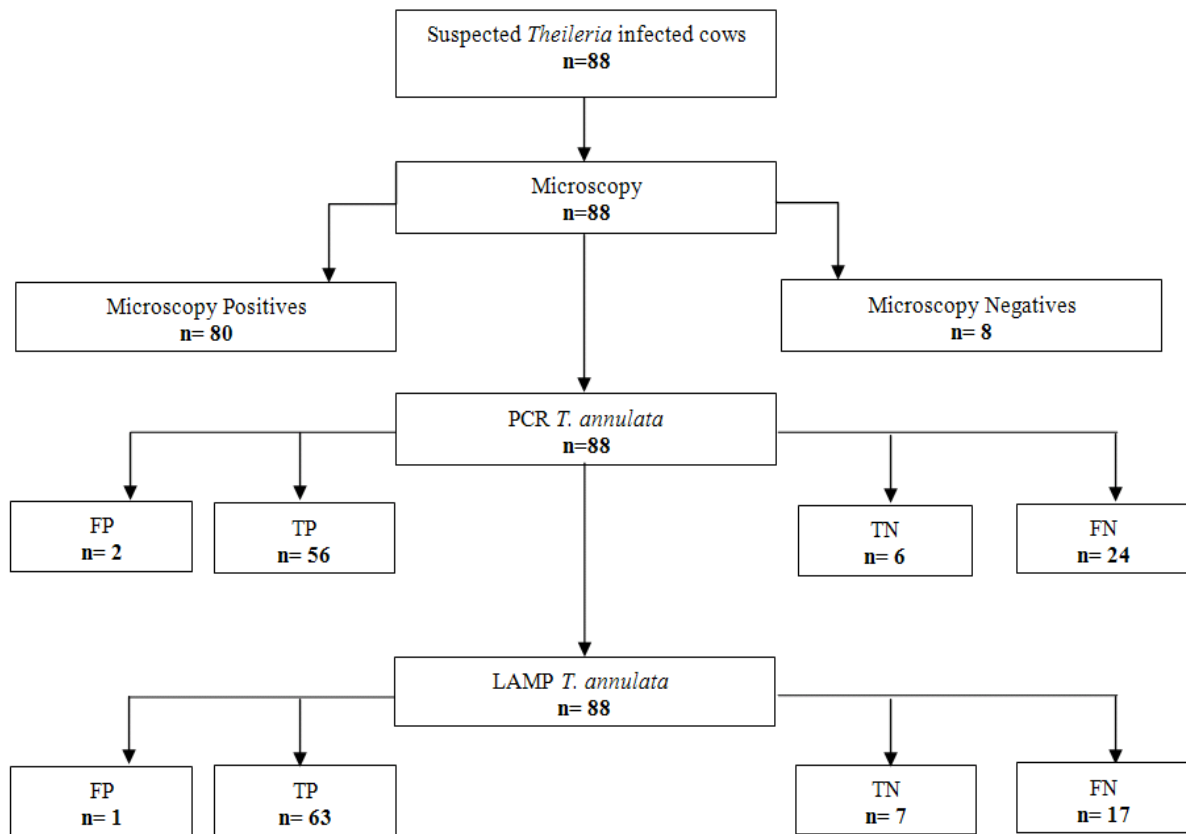 Suspected Theileria infected cows
n=88
Microscopy
n=88
Microscopy Positives
n= 80
Microscopy Negatives
n= 8
PCR T. annulata
n=88
FP
n= 2
TP
n= 56
TN
n= 6
FN
n= 24
LAMP T. annulata
n= 88
FP
n= 1
TP
n= 63
TN
n= 7
FN
n= 17